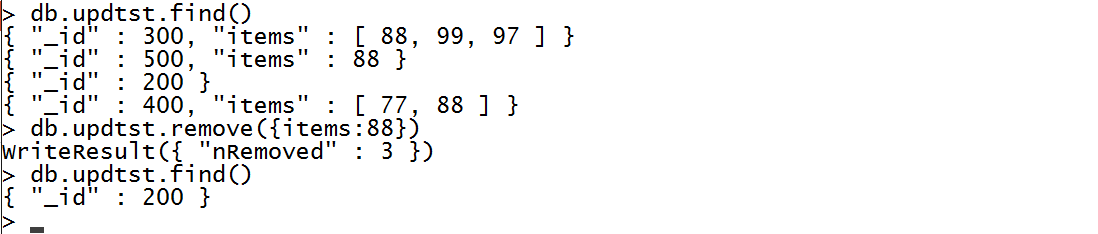 > db.updtst.find()
{ "_id" : 300, "items" : [ 88, 99, 97 ] }
{ "_id" : 500, "items" : 88 }
{ "_id" : 200 }
{ "_id" : 400, "items" : [ 77, 88 ] }
> db.updtst.remove({items:88})
WriteResult({ "nRemoved" : 3 })
> db.updtst.find()
{ "_id" : 200 }
>